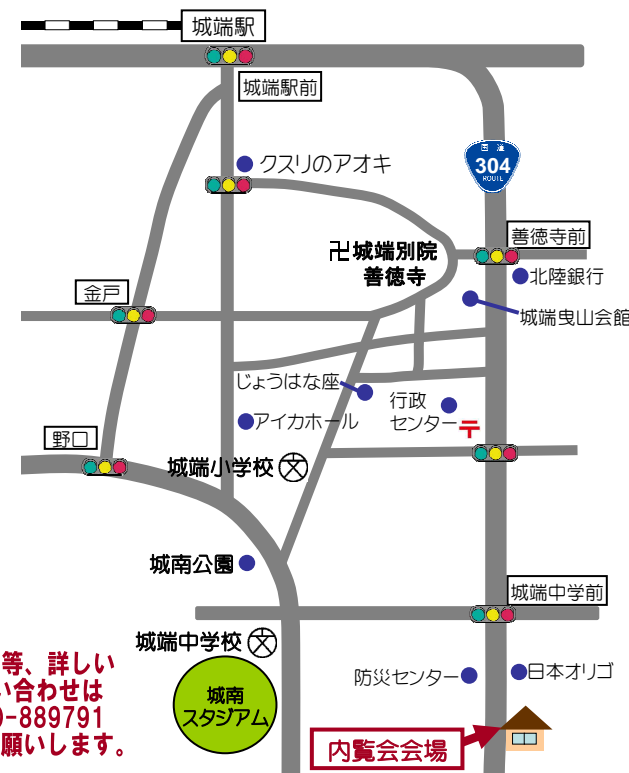 城端駅
城端駅前
クスリのアオキ
国道
304
ROUTE
卍城端別院
善徳寺
善徳寺前
北陸銀行
城端曳山会館
金戸
じょうはな座
行政
センター
〒
アイカホール
野口
城端小学校
文
城南公園
城端中学前
城端中学校
文
等、詳しい
い合わせは
-889791
願いします。
城南
スタジアム
防災センター
日本オリゴ
内覧会会場